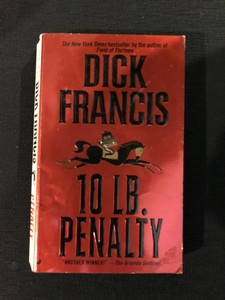 The New York Times bestseller by the author of
Field of Thirteen
DICK
FRANCIS
10 LB.
PENALTY
"ANOTHER WINNER!" —The Orlando Sentinel